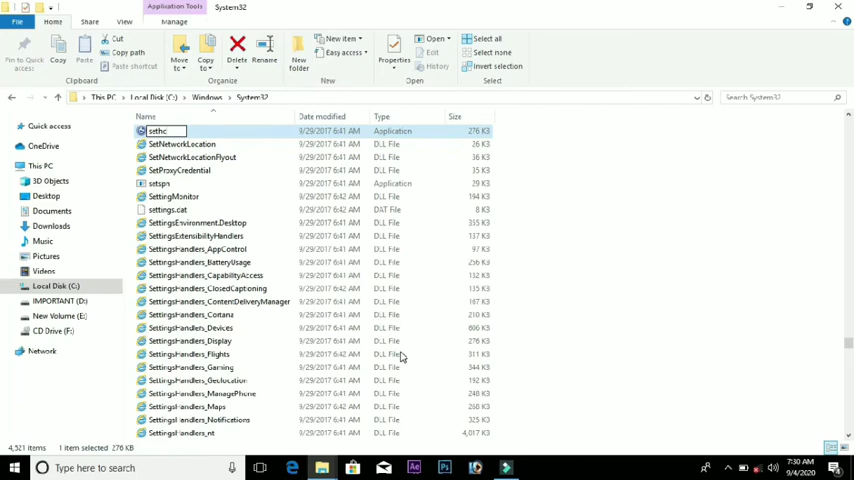 Application Tools
System32
File
Home
Share
View
Manage
Pin to Quick access
Copy
Paste
Cut
Copy path
Paste shortcut
Clipboard
Move to
Copy to
Delete
Rename
Organize
New folder
New item
Easy access
New
Properties
Open
Edit
History
Open
Select all
Select none
Invert selection
Select
This PC
Local Disk (C:)
Windows
System32
Search System32
Name
Date modified
Type
Size
Quick access
OneDrive
This PC
3D Objects
Desktop
Documents
Downloads
Music
Pictures
Videos
Local Disk (C:)
IMPORTANT (D:)
New Volume (E:)
CD Drive (F:)
Network
sethc 9/29/2017 6:41 AM Application 276 KB
SetNetworkLocation 9/29/2017 6:41 AM DLL File 26 KB
SetNetworkLocationFlyout 9/29/2017 6:41 AM DLL File 36 KB
SetProxyCredential 9/29/2017 6:41 AM DLL File 35 KB
setspn 9/29/2017 6:41 AM Application 29 KB
SettingMonitor 9/29/2017 6:42 AM DLL File 194 KB
settings.dat 9/29/2017 6:42 AM DAT File 8 KB
SettingsEnvironment.Desktop 9/29/2017 6:41 AM DLL File 355 KB
SettingsExtensibilityHandlers 9/29/2017 6:41 AM DLL File 137 KB
SettingsHandlers_AppControl 9/29/2017 6:41 AM DLL File 97 KB
SettingsHandlers_BatteryUsage 9/29/2017 6:41 AM DLL File 256 KB
SettingsHandlers_CapabilityAccess 9/29/2017 6:41 AM DLL File 132 KB
SettingsHandlers_ClosedCaptioning 9/29/2017 6:42 AM DLL File 135 KB
SettingsHandlers_ContentDeliveryManager 9/29/2017 6:41 AM DLL File 167 KB
SettingsHandlers_Cortana 9/29/2017 6:41 AM DLL File 210 KB
SettingsHandlers_Devices 9/29/2017 6:41 AM DLL File 606 KB
SettingsHandlers_Display 9/29/2017 6:41 AM DLL File 276 KB
SettingsHandlers_Flights 9/29/2017 6:42 AM DLL File 311 KB
SettingsHandlers_Gaming 9/29/2017 6:41 AM DLL File 344 KB
SettingsHandlers_Geolocation 9/29/2017 6:41 AM DLL File 192 KB
SettingsHandlers_ManagePhone 9/29/2017 6:41 AM DLL File 248 KB
SettingsHandlers_Maps 9/29/2017 6:41 AM DLL File 268 KB
SettingsHandlers_Notifications 9/29/2017 6:41 AM DLL File 325 KB
SettingsHandlers_nt 9/29/2017 6:41 AM DLL File 4,017 KB
4,521 items
1 item selected 276 KB
Type here to search
Ae
Ps
7:30 AM
9/4/2020
4